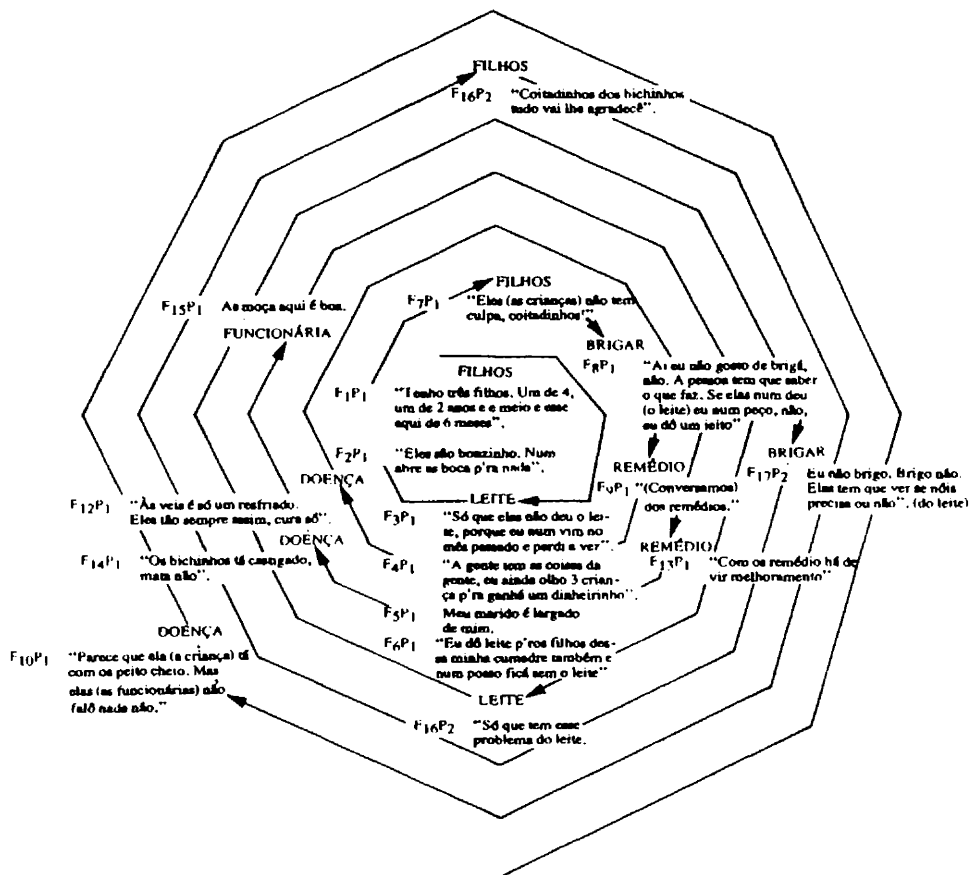 FILHOS
F16P2 "Coitadinhos dos bichinhos
tudo vai lhe agradecê".
FILHOS
F7P1 "Eles (as crianças) não tem
culpa, coitadinhos!"
F15P1 As moça aqui é boa.
FUNCIONÁRIA
BRIGAR
F8P1 "Aí eu não gosto de brigá,
não. A pessoa tem que saber
o que faz. Se elas num deu
(o leite) eu num peço, não,
eu dô um jeito"
FILHOS
F1P1 "Tenho três filhos. Um de 4,
um de 2 anos e e meio e esse
aqui de 6 meses".
F2P1 "Eles são boazinho. Num
abre as boca p'ra nada".
DOENÇA
REMÉDIO
F9P1 "(Conversamos)
dos remédios."
BRIGAR
F17P2 Eu não brigo. Brigo não.
Elas tem que ver se nóis
precisa ou não". (do leite)
LEITE
F3P1 "Só que elas não deu o lei-
te, porque eu num vim no
mês passado e perdi a ver".
F12P1 "Às veis é só um resfriado.
Eles tão sempre assim, cura só".
DOENÇA
REMÉDIO
F13P1 "Com os remédio há de
vir melhoramento"
F14P1 "Os bichinhos tá castigado,
mata não".
F4P1 "A gente tem as coisas da
gente, eu ainda olho 3 crian-
ça p'ra ganhá um dinheirinho".
F5P1 Meu marido é largado
de mim.
F6P1 "Eu dô leite p'ros filhos des-
sa minha cumadre também e
num posso ficá sem o leite"
DOENÇA
F10P1 "Parece que ela (a criança) tá
com os peito cheio. Mas
elas (as funcionárias) não
falô nada não."
LEITE
F16P2 "Só que tem esse
problema do leite.